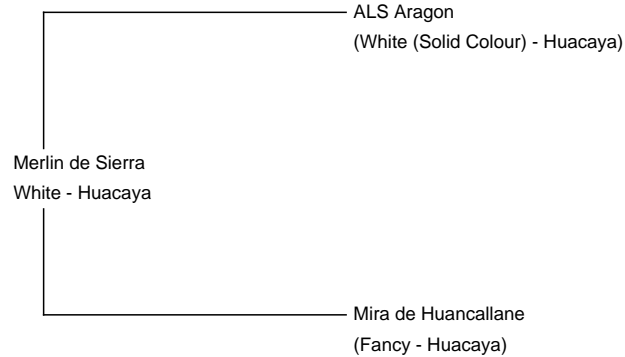 ALS Aragon
(White (Solid Colour) - Huacaya)
Merlin de Sierra
White - Huacaya
Mira de Huancallane
(Fancy - Huacaya)